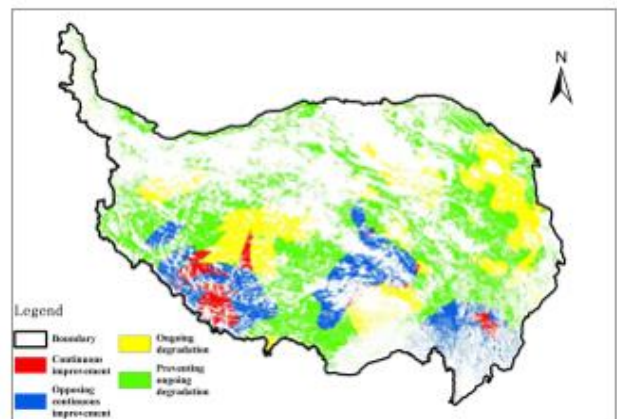 N
Legend
Boundary
Continuous
improvement
Opposing
continuous
improvement
Ongoing
degradation
Preventing
ongoing
degradation